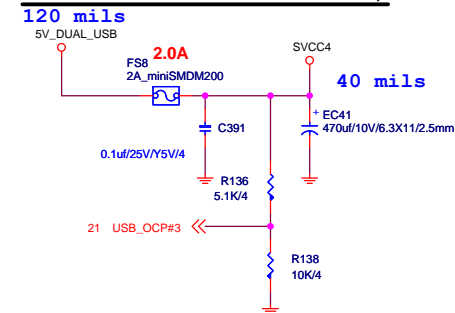 120 mils
5V_DUAL_USB
2.0A
FS8
2A_miniSMDM200
SVCC4
40 mils
+
EC41
470uf/10V/6.3X11/2.5mm
C391
0.1uf/25V/Y5V/4
R136
5.1K/4
21 USB_OCP#3
R138
10K/4